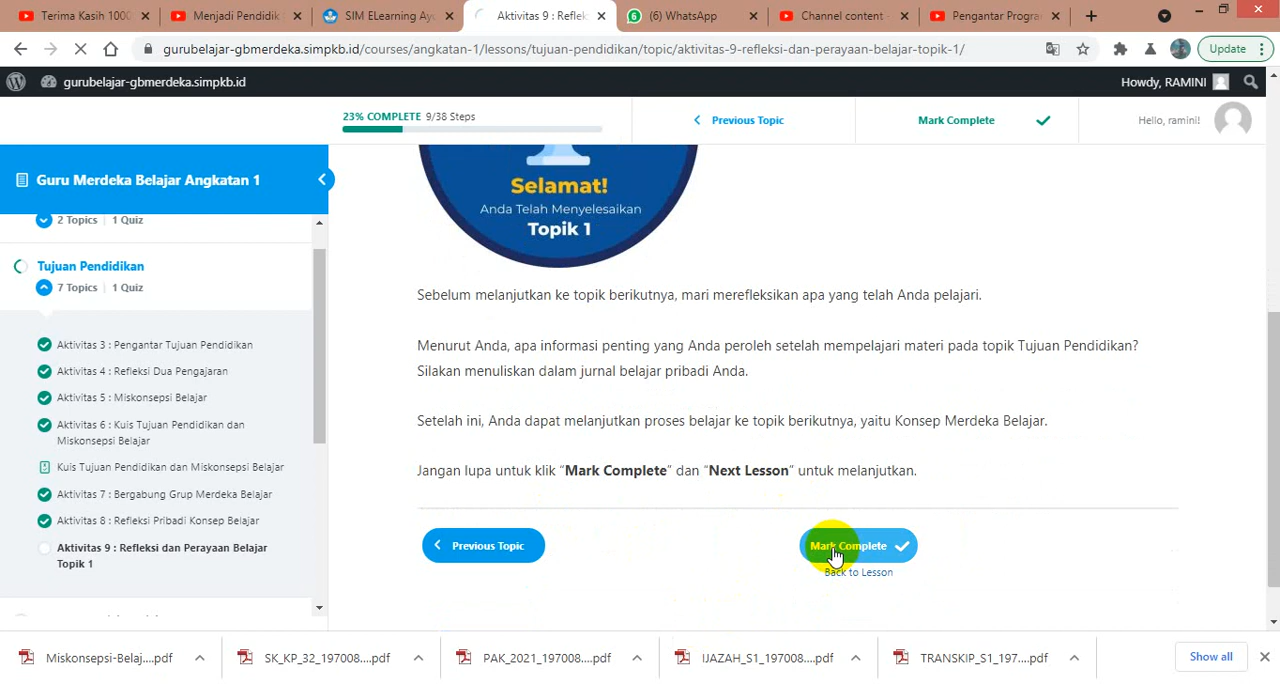 Terima Kasih 1000
Menjadi Pendidik
SIM ELearning Ay
Aktivitas 9 : Reflek
(6) WhatsApp
Channel content -
Pengantar Progra
gurubelajar-gbmerdeka.simpkb.id/courses/angkatan-1/lessons/tujuan-pendidikan/topic/aktivitas-9-refleksi-dan-perayaan-belajar-topik-1/
Update
gurubelajar-gbmerdeka.simpkb.id
Howdy, RAMINI
23% COMPLETE 9/38 Steps
Previous Topic
Mark Complete
Hello, ramini!
Guru Merdeka Belajar Angkatan 1
2 Topics | 1 Quiz
Tujuan Pendidikan
7 Topics | 1 Quiz
Aktivitas 3 : Pengantar Tujuan Pendidikan
Aktivitas 4 : Refleksi Dua Pengajaran
Aktivitas 5 : Miskonsepsi Belajar
Aktivitas 6 : Kuis Tujuan Pendidikan dan
Miskonsepsi Belajar
Kuis Tujuan Pendidikan dan Miskonsepsi Belajar
Aktivitas 7 : Bergabung Grup Merdeka Belajar
Aktivitas 8 : Refleksi Pribadi Konsep Belajar
Aktivitas 9 : Refleksi dan Perayaan Belajar
Topik 1
Selamat!
Anda Telah Menyelesaikan
Topik 1
Sebelum melanjutkan ke topik berikutnya, mari merefleksikan apa yang telah Anda pelajari.
Menurut Anda, apa informasi penting yang Anda peroleh setelah mempelajari materi pada topik Tujuan Pendidikan?
Silakan menuliskan dalam jurnal belajar pribadi Anda.
Setelah ini, Anda dapat melanjutkan proses belajar ke topik berikutnya, yaitu Konsep Merdeka Belajar.
Jangan lupa untuk klik “Mark Complete” dan “Next Lesson” untuk melanjutkan.
Previous Topic
Mark Complete
Back to Lesson
Miskonsepsi-Belaj....pdf
SK_KP_32_197008....pdf
PAK_2021_197008....pdf
IJAZAH_S1_197008....pdf
TRANSKIP_S1_197....pdf
Show all